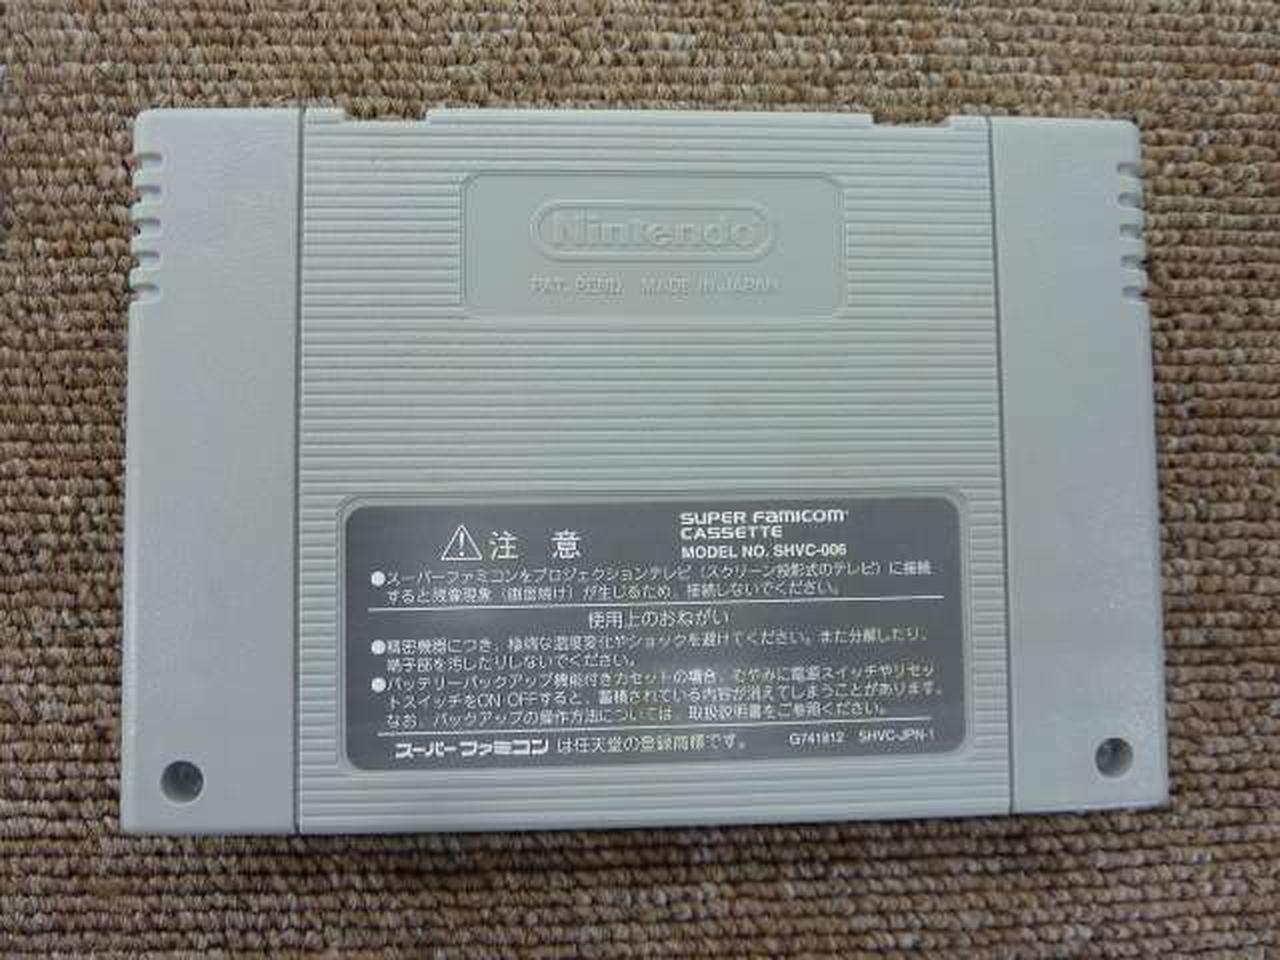 Nintendo
PAT. PEND. MADE IN JAPAN
⚠注 意
SUPER FAMICOM
CASSETTE
MODEL NO. SHVC-006
●スーパーファミコンをプロジェクションテレビ（スクリーン投影式のテレビ）に接続
すると残像現象（画面焼け）が生じるため、接続しないでください。
使用上のおねがい
●精密機器につき、極端な温度変化やショックを避けてください。また分解したり、
端子部を汚したりしないでください。
●バッテリーバックアップ機能付きカセットの場合、むやみに電源スイッチやリセッ
トスイッチをON・OFFすると、蓄積されている内容が消えてしまうことがあります。
なお、バックアップの操作方法については、取扱説明書をご参照ください。
スーパーファミコン は任天堂の登録商標です。 G741812 SHVC-JPN-1